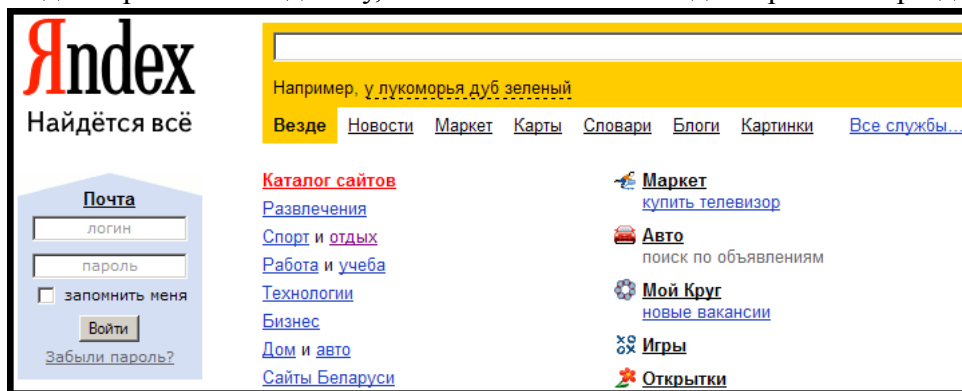 Яndex
Найдётся всё
Например, у лукоморья дуб зеленый
Везде Новости Маркет Карты Словари Блоги Картинки Все службы...
Почта
логин
пароль
запомнить меня
Войти
Забыли пароль?
Каталог сайтов
Развлечения
Спорт и отдых
Работа и учеба
Технологии
Бизнес
Дом и авто
Сайты Беларуси
Маркет
купить телевизор
Авто
поиск по объявлениям
Мой Круг
новые вакансии
Игры
Открытки